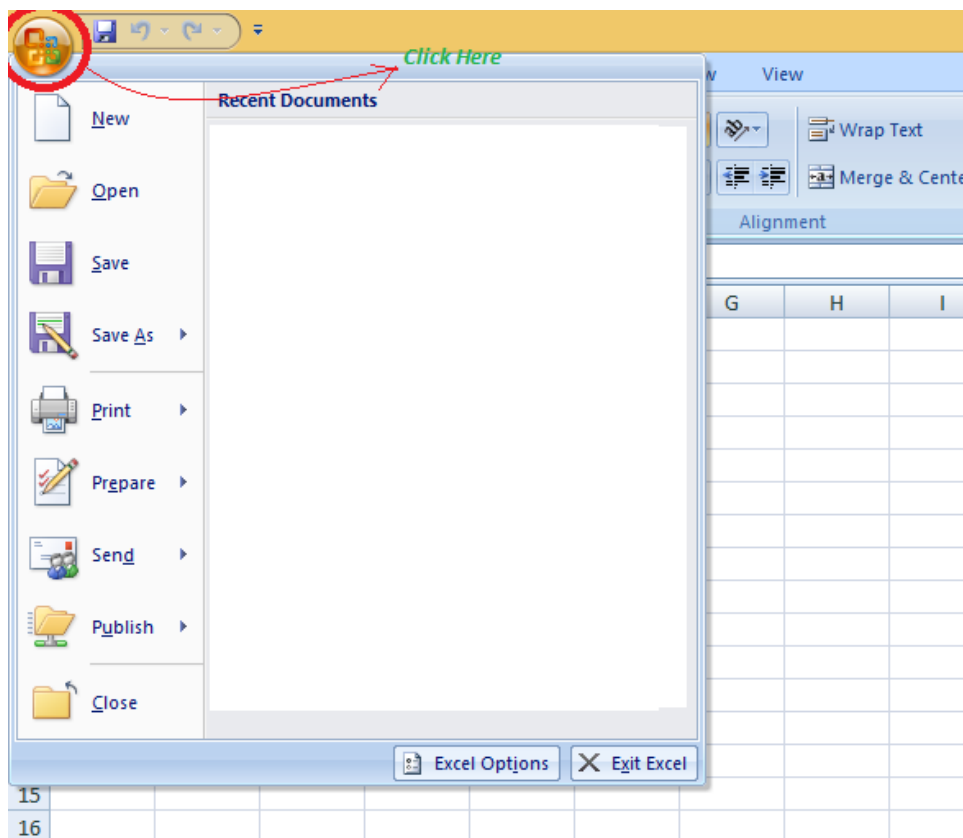 Click Here
View
Recent Documents
New
Open
Save
Save As
Print
Prepare
Send
Publish
Close
Excel Options
Exit Excel
Wrap Text
Merge & Cente
Alignment
G H I
15
16